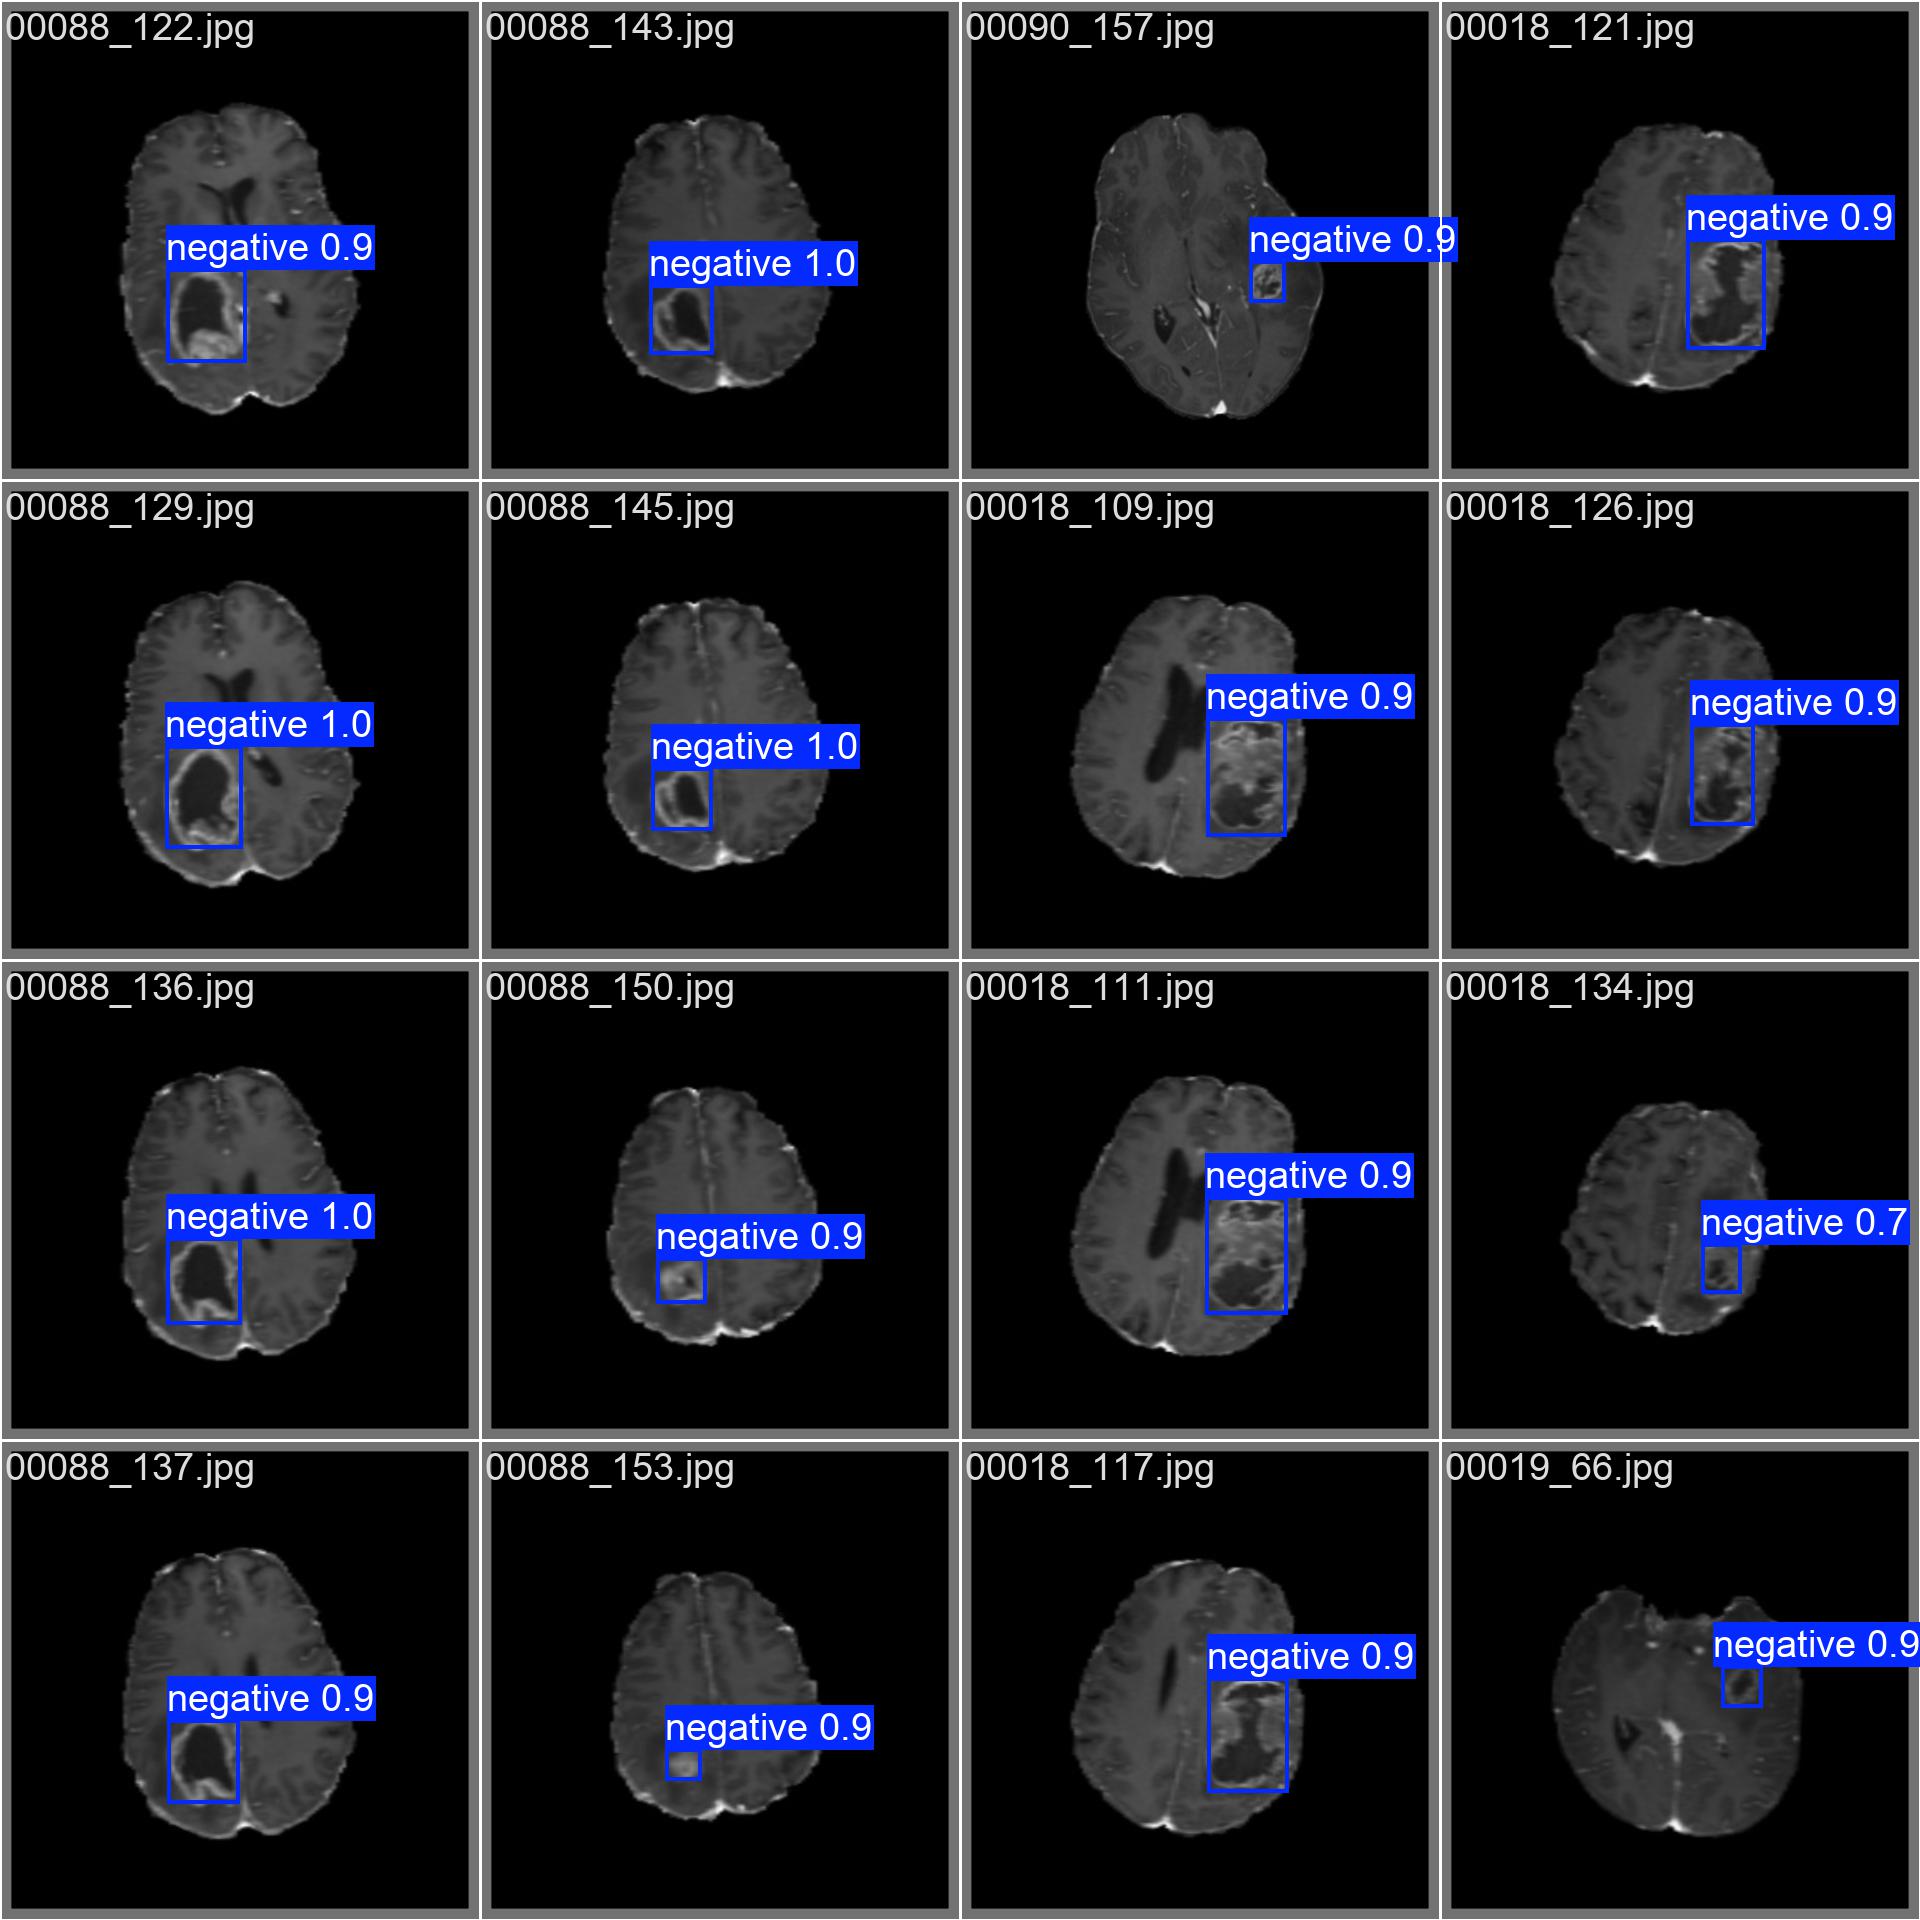 00088_122.jpg
negative 0.9
00088_143.jpg
negative 1.0
00090_157.jpg
negative 0.9
00018_121.jpg
negative 0.9
00088_129.jpg
negative 1.0
00088_145.jpg
negative 1.0
00018_109.jpg
negative 0.9
00018_126.jpg
negative 0.9
00088_136.jpg
negative 1.0
00088_150.jpg
negative 0.9
00018_111.jpg
negative 0.9
00018_134.jpg
negative 0.7
00088_137.jpg
negative 0.9
00088_153.jpg
negative 0.9
00018_117.jpg
negative 0.9
00019_66.jpg
negative 0.9